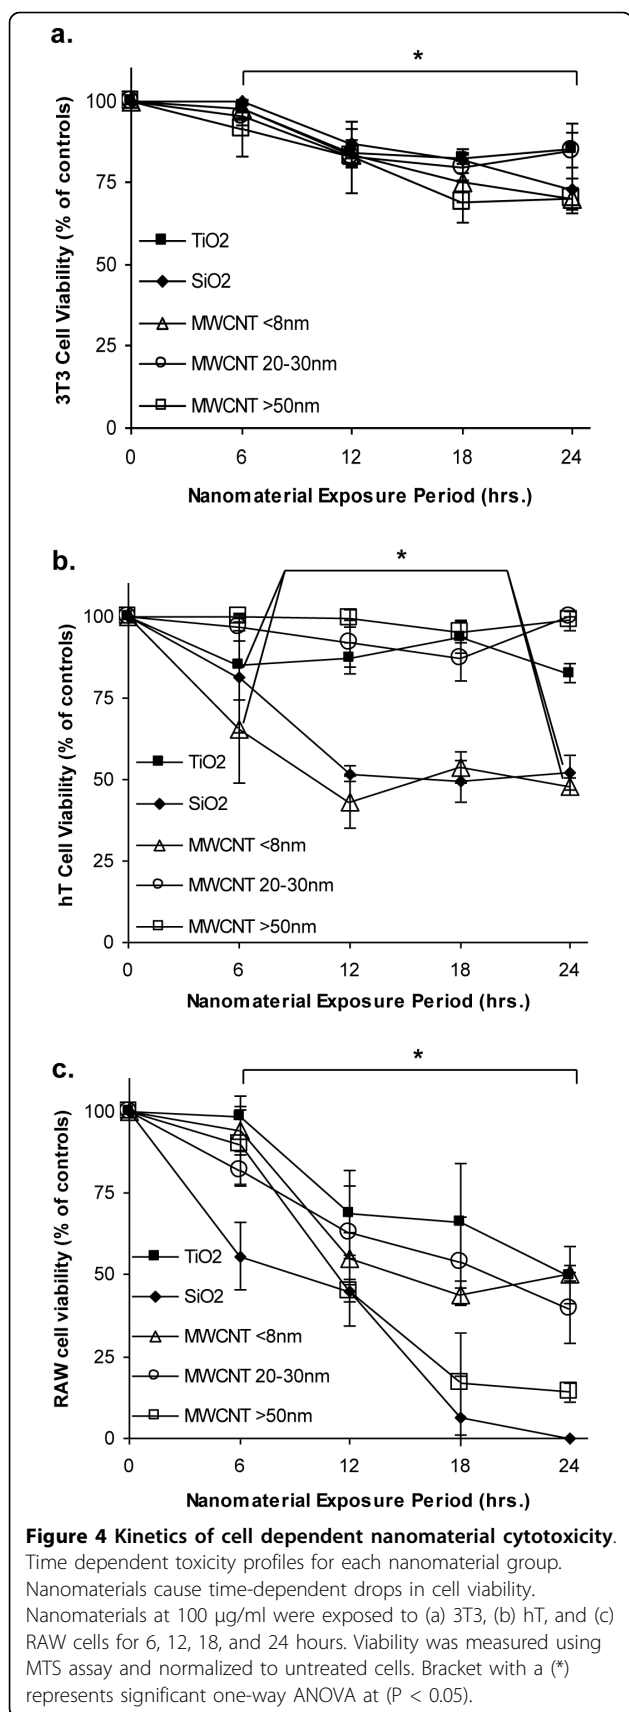 a.
*
100
75
50
25
0
3T3 Cell Viability (% of controls)
TiO2
SiO2
MWCNT <8nm
MWCNT 20-30nm
MWCNT >50nm
0 6 12 18 24
Nanomaterial Exposure Period (hrs.)
b.
*
100
75
50
25
0
hT Cell Viability (% of controls)
TiO2
SiO2
MWCNT <8nm
MWCNT 20-30nm
MWCNT >50nm
0 6 12 18 24
Nanomaterial Exposure Period (hrs.)
c.
*
100
75
50
25
0
RAW cell viability (% of controls)
TiO2
SiO2
MWCNT <8nm
MWCNT 20-30nm
MWCNT >50nm
0 6 12 18 24
Nanomaterial Exposure Period (hrs.)
Figure 4 Kinetics of cell dependent nanomaterial cytotoxicity.
Time dependent toxicity profiles for each nanomaterial group.
Nanomaterials cause time-dependent drops in cell viability.
Nanomaterials at 100 μg/ml were exposed to (a) 3T3, (b) hT, and (c)
RAW cells for 6, 12, 18, and 24 hours. Viability was measured using
MTS assay and normalized to untreated cells. Bracket with a (*)
represents significant one-way ANOVA at (P < 0.05).